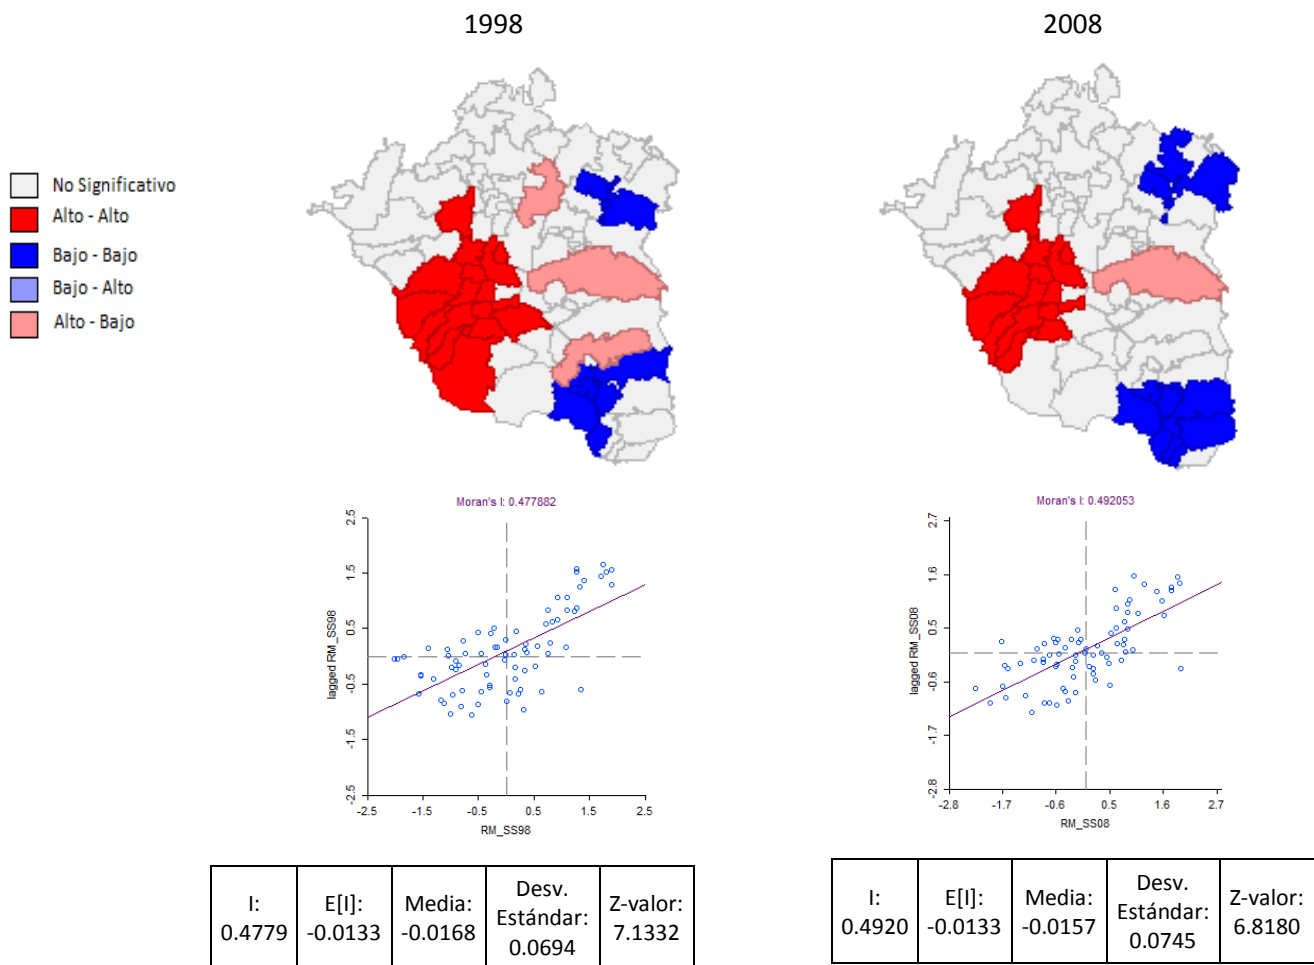 1998
2008
No Significativo
Alto - Alto
Bajo - Bajo
Bajo - Alto
Alto - Bajo
Moran's I: 0.477882
lagged RM_SS98
2.5
1.5
0.5
-0.5
-1.5
-2.5
-2.5 -1.5 -0.5 0.5 1.5 2.5
RM_SS98
Moran's I: 0.492053
lagged RM_SS08
2.7
1.6
0.5
-0.6
-1.7
-2.8
-2.8 -1.7 -0.6 0.5 1.6 2.7
RM_SS08
I:
0.4779
E[I]:
-0.0133
Media:
-0.0168
Desv.
Estándar:
0.0694
Z-valor:
7.1332
I:
0.4920
E[I]:
-0.0133
Media:
-0.0157
Desv.
Estándar:
0.0745
Z-valor:
6.8180